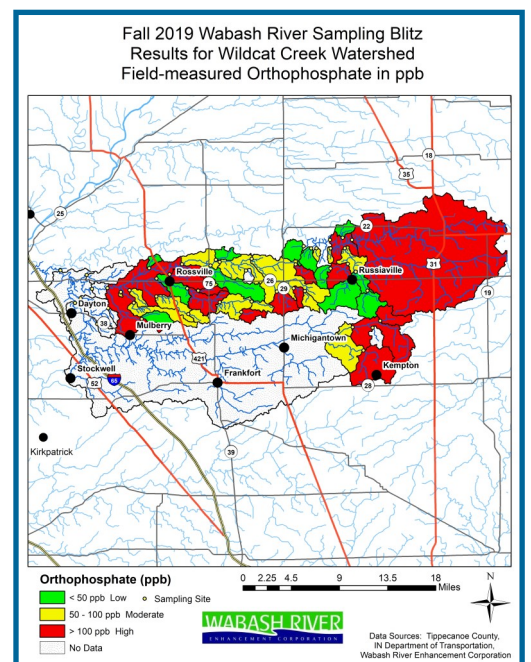 Fall 2019 Wabash River Sampling Blitz
Results for Wildcat Creek Watershed
Field-measured Orthophosphate in ppb
18
35
25
22
Rossville
Russiaville
31
26
75
29
19
Dayton
38
Mulberry
Michigantown
421
Stockwell
52
65
Frankfort
Kempton
28
Kirkpatrick
39
Orthophosphate (ppb)
< 50 ppb Low
Sampling Site
50 - 100 ppb Moderate
> 100 ppb High
No Data
0 2.25 4.5 9 13.5 18
Miles
N
WABASH RIVER
ENHANCEMENT CORPORATION
Data Sources: Tippecanoe County,
IN Department of Transportation,
Wabash River Enhancement Corporation